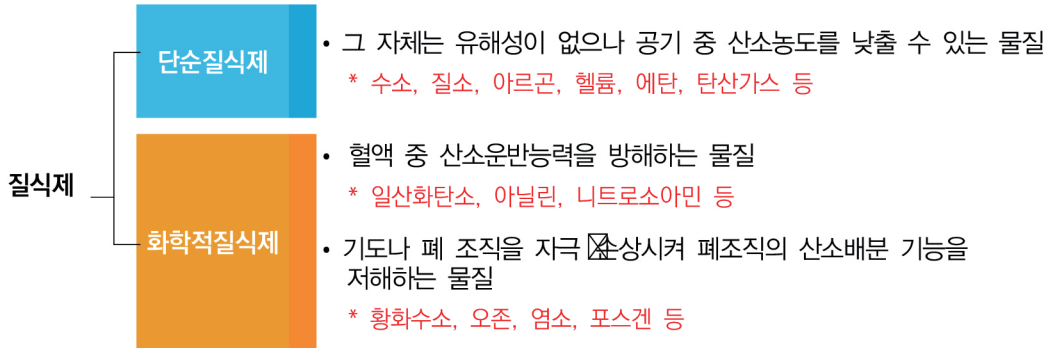 단순질식제
• 그 자체는 유해성이 없으나 공기 중 산소농도를 낮출 수 있는 물질
* 수소, 질소, 아르곤, 헬륨, 에탄, 탄산가스 등
질식제
화학적질식제
• 혈액 중 산소운반능력을 방해하는 물질
* 일산화탄소, 아닐린, 니트로소아민 등
• 기도나 폐 조직을 자극 손상시켜 폐조직의 산소배분 기능을
저해하는 물질
* 황화수소, 오존, 염소, 포스겐 등